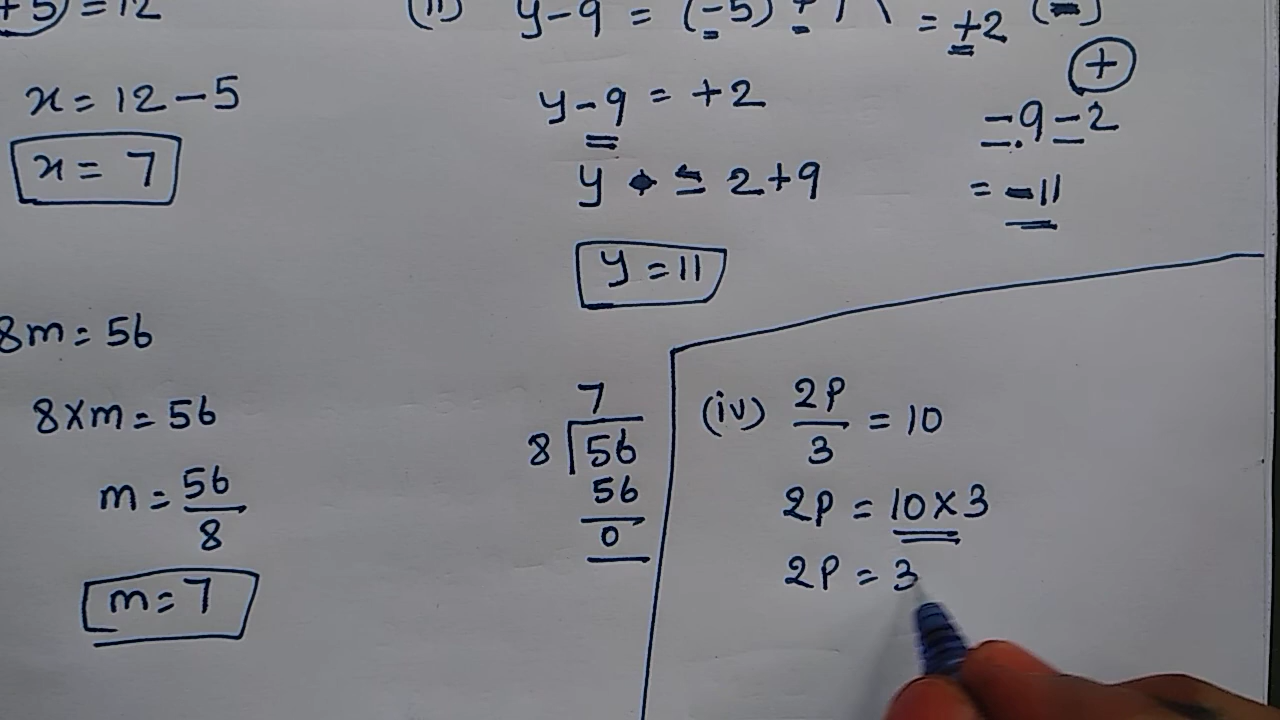 +5) = 12
x = 12 - 5
x = 7
(ii) y - 9 = (-5) +
= +2 (-)
y - 9 = +2
y = 2 + 9
y = 11
+
- 9 - 2
= -11
8m = 56
8 x m = 56
m = 56/8
m = 7
7
8 56
56
0
(iv) 2P/3 = 10
2P = 10 x 3
2P = 3